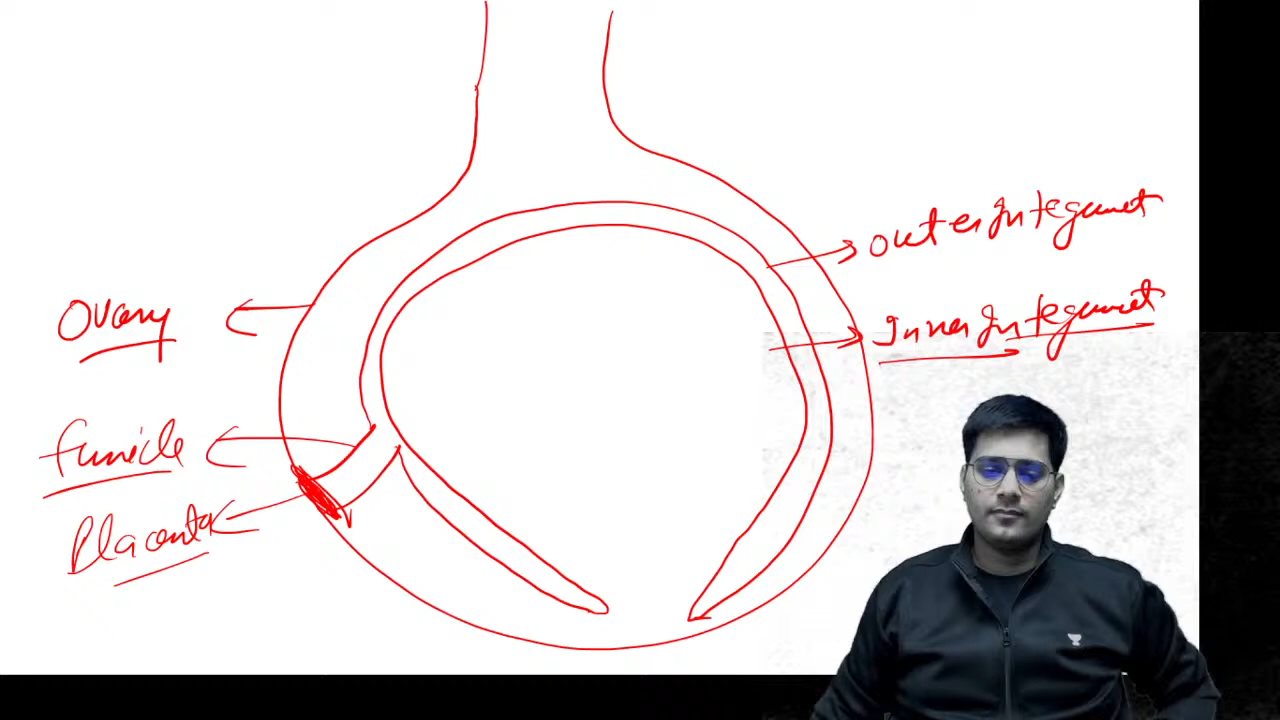 Ovary
funicle
Placenta
outer Integument
Inner Integument